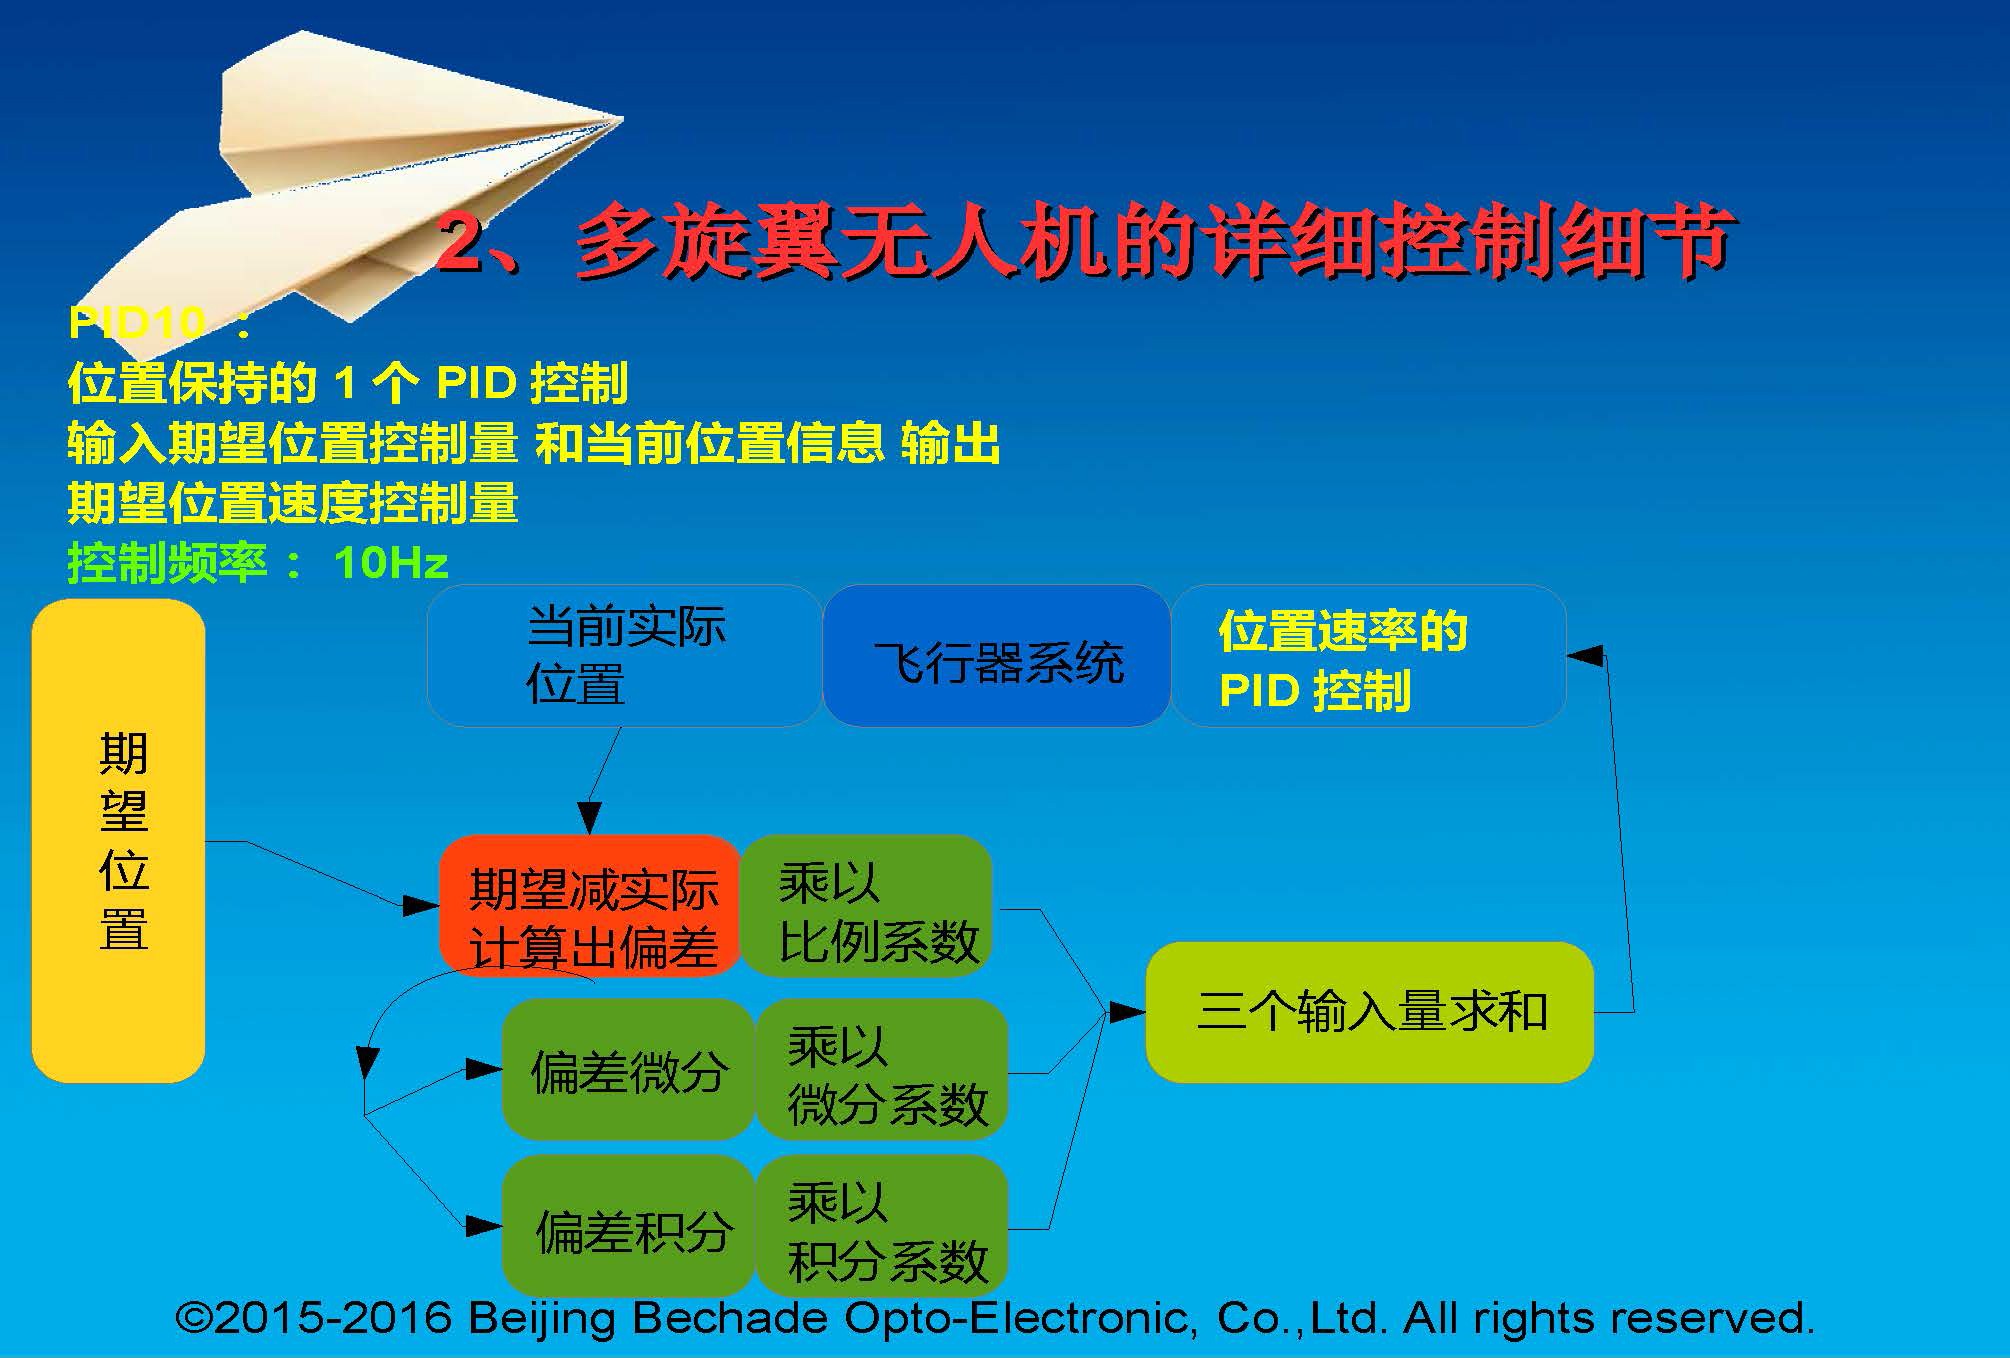 2、多旋翼无人机的详细控制细节
PID10 ：
位置保持的 1 个 PID 控制
输入期望位置控制量 和当前位置信息 输出
期望位置速度控制量
控制频率： 10Hz
当前实际
位置
飞行器系统
位置速率的
PID 控制
期
望
位
置
期望减实际
计算出偏差
乘以
比例系数
三个输入量求和
偏差微分
乘以
微分系数
偏差积分
乘以
积分系数
©2015-2016 Beijing Bechade Opto-Electronic, Co.,Ltd. All rights reserved.